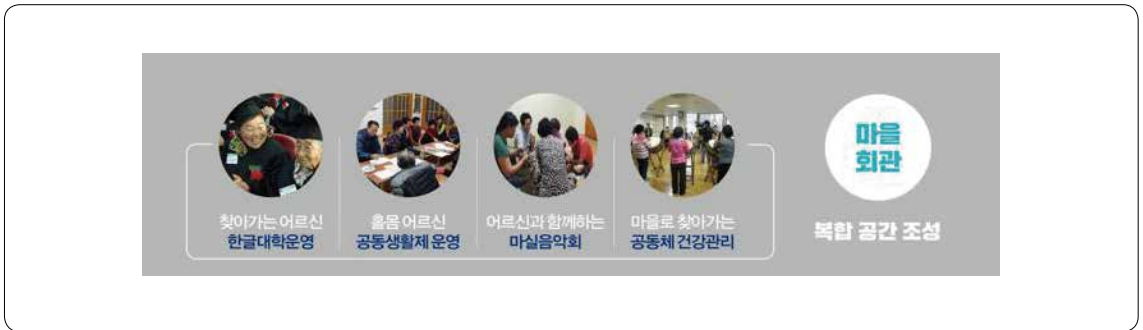 찾아가는 어르신
한글대학운영
홀몸 어르신
공동생활제 운영
어르신과 함께하는
마실음악회
마을로 찾아가는
공동체 건강관리
마을
회관
복합 공간 조성